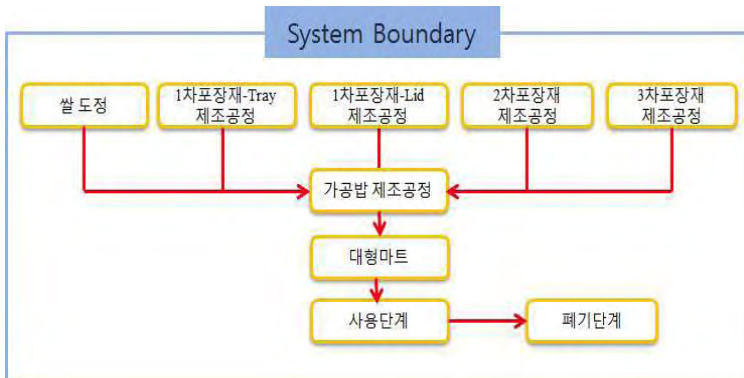 System Boundary
쌀 도정
1차포장재-Tray
제조공정
1차포장재-Lid
제조공정
2차포장재
제조공정
3차포장재
제조공정
가공밥 제조공정
대형마트
사용단계
폐기단계